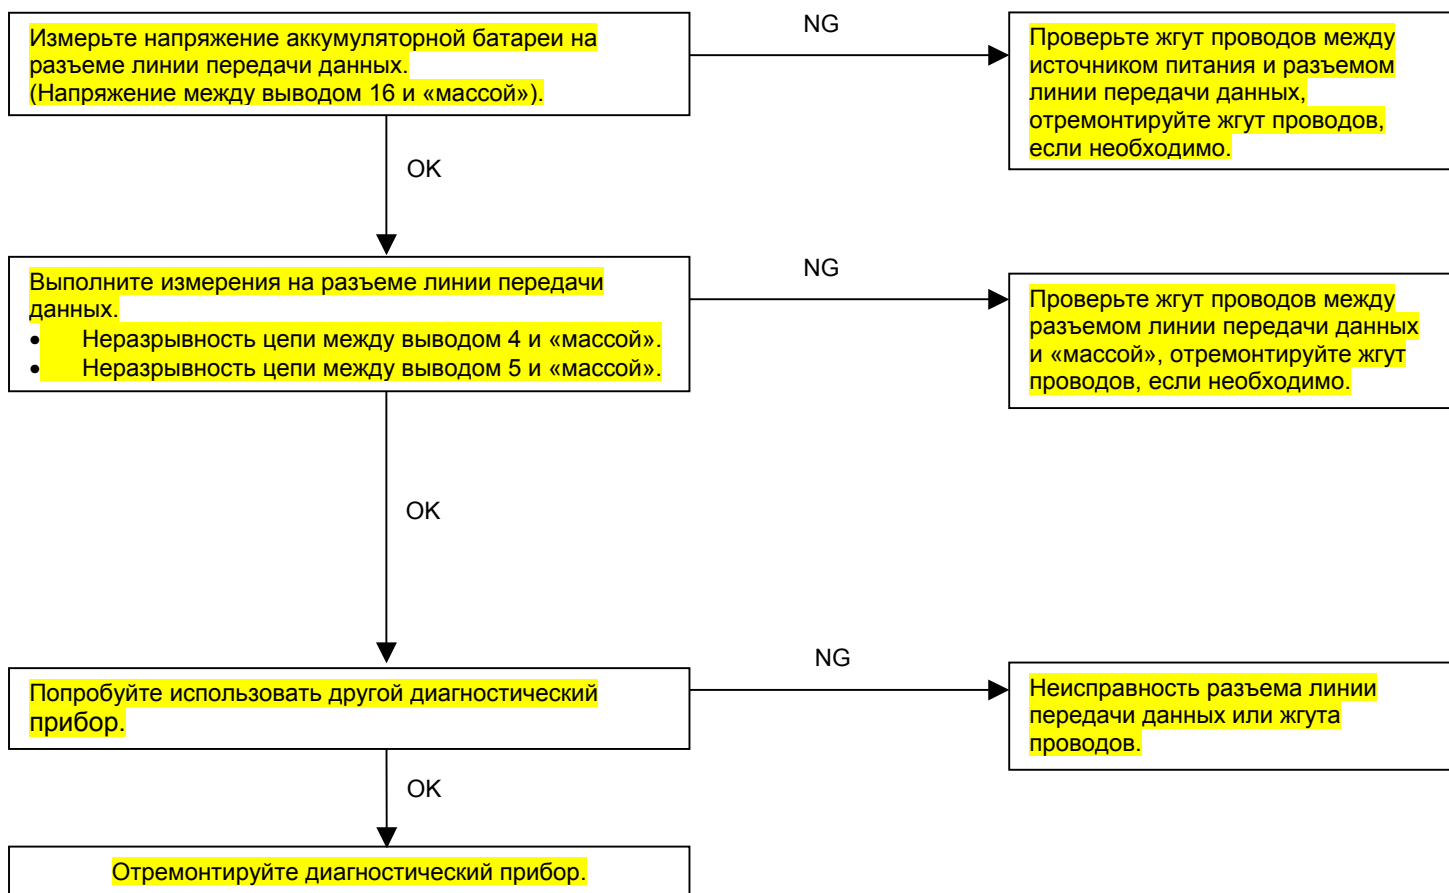 Измерьте напряжение аккумуляторной батареи на
разъеме линии передачи данных.
(Напряжение между выводом 16 и «массой»).
NG
Проверьте жгут проводов между
источником питания и разъемом
линии передачи данных,
отремонтируйте жгут проводов,
если необходимо.
OK
Выполните измерения на разъеме линии передачи
данных.
• Неразрывность цепи между выводом 4 и «массой».
• Неразрывность цепи между выводом 5 и «массой».
NG
Проверьте жгут проводов между
разъемом линии передачи данных
и «массой», отремонтируйте жгут
проводов, если необходимо.
OK
Попробуйте использовать другой диагностический
прибор.
NG
Неисправность разъема линии
передачи данных или жгута
проводов.
OK
Отремонтируйте диагностический прибор.